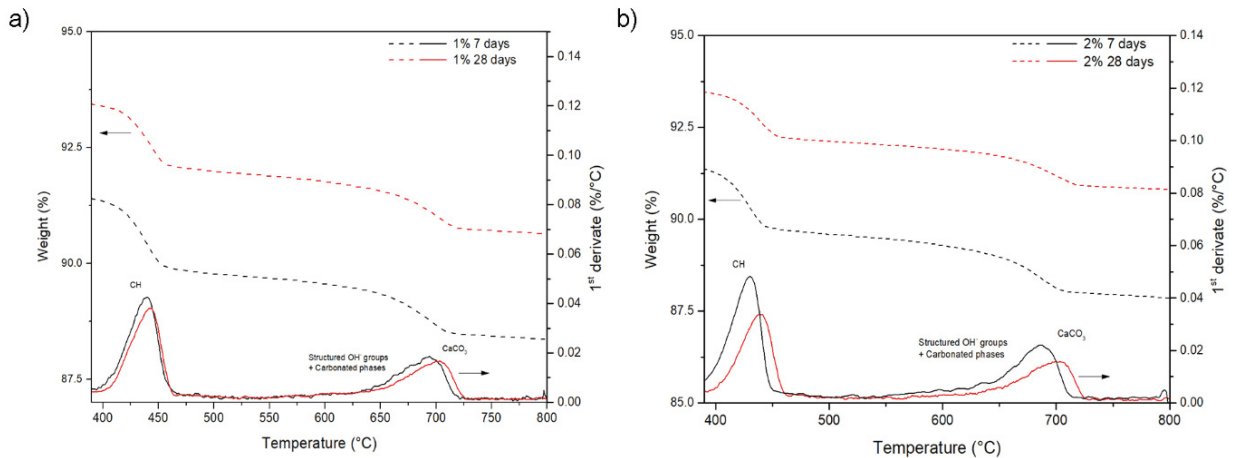 a)
95.0
92.5
90.0
87.5
Weight (%)
1% 7 days
1% 28 days
0.14
0.12
0.10
0.08
0.06
0.04
0.02
0.00
1st derivate (%/°C)
CH
Structured OH- groups
+ Carbonated phases
CaCO3
400 450 500 550 600 650 700 750 800
Temperature (°C)
b)
95.0
92.5
90.0
87.5
85.0
Weight (%)
2% 7 days
2% 28 days
0.14
0.12
0.10
0.08
0.06
0.04
0.02
0.00
1st derivate (%/°C)
CH
Structured OH- groups
+ Carbonated phases
CaCO3
400 500 600 700 800
Temperature (°C)